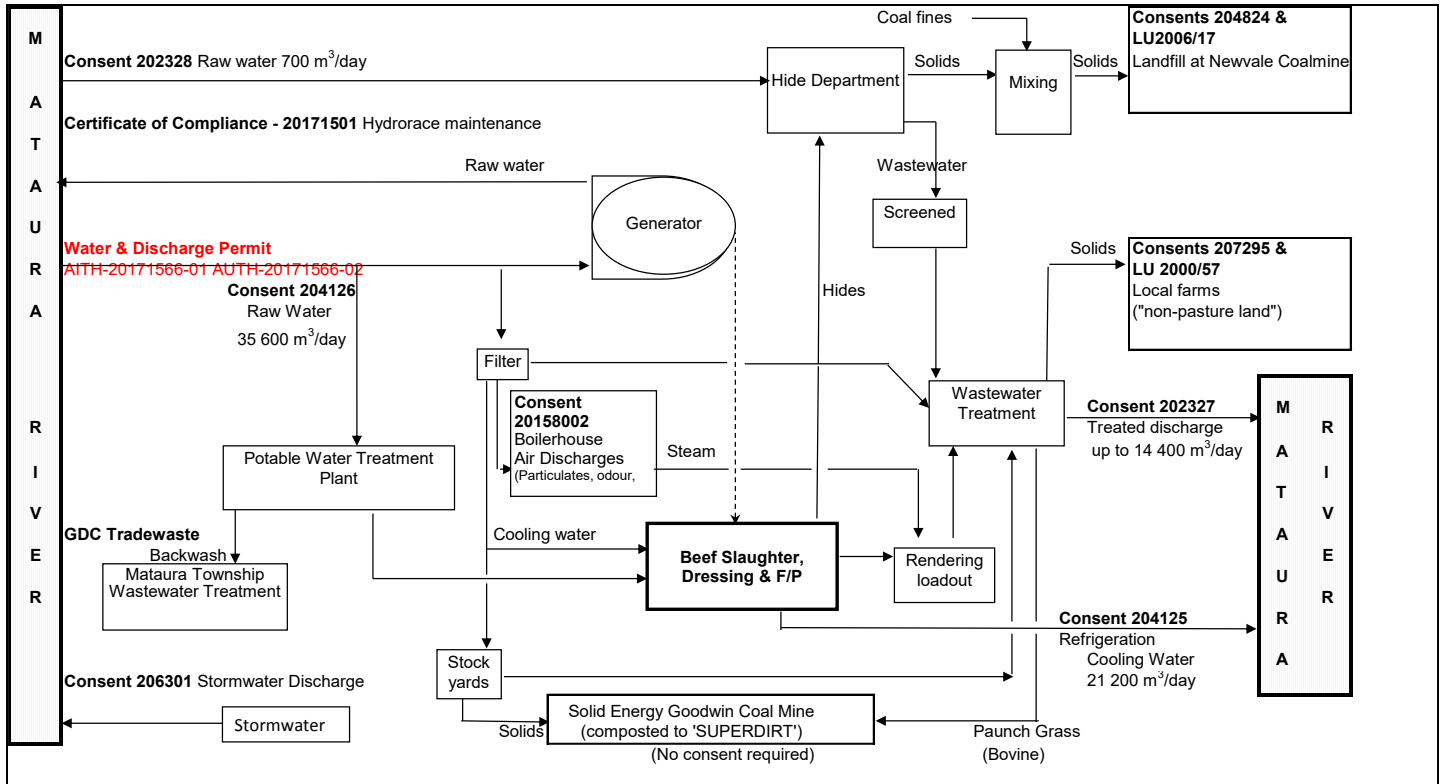 MATAURA RIVER
Coal fines
Consents 204824 &
LU2006/17
Landfill at Newvale Coalmine
Consent 202328 Raw water 700 m³/day
Hide Department
Solids
Mixing
Solids
Certificate of Compliance - 20171501 Hydrorace maintenance
Raw water
Wastewater
Generator
Screened
Water & Discharge Permit
AITH-20171566-01 AUTH-20171566-02
Solids
Consents 207295 &
LU 2000/57
Local farms
("non-pasture land")
Consent 204126
Raw Water
35 600 m³/day
Hides
Filter
Consent
20158002
Boilerhouse
Air Discharges
(Particulates, odour,
Steam
Wastewater
Treatment
Consent 202327
Treated discharge
up to 14 400 m³/day
MATAURA
RIVER
Potable Water Treatment
Plant
GDC Tradewaste
Backwash
Mataura Township
Wastewater Treatment
Cooling water
Beef Slaughter,
Dressing & F/P
Rendering
loadout
Consent 204125
Refrigeration
Cooling Water
21 200 m³/day
Stock
yards
Consent 206301 Stormwater Discharge
Stormwater
Solids
Solid Energy Goodwin Coal Mine
(composted to 'SUPERDIRT')
(No consent required)
Paunch Grass
(Bovine)